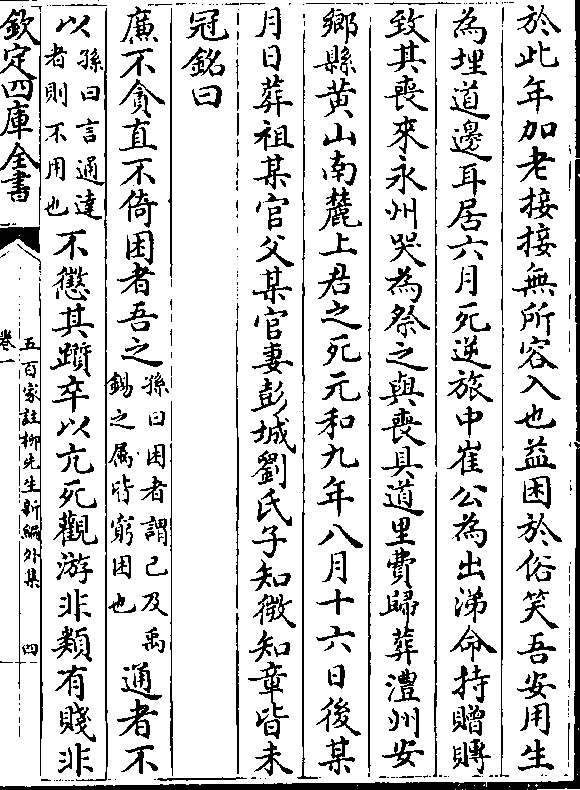 於此年加老接接無所容入也益困於俗笑吾安用生
為埋道邊耳居六月死逆旅中崔公為出涕命持贈賻
致其喪來永州哭為祭之與喪具道里費歸葬澧州安
鄉縣黄山南麓上君之死元和九年八月十六日後某
月日葬祖某官父某官妻彭城劉氏子知微知章皆未
冠銘曰
廉不貪直不倚困者吾之孫曰困者謂己及禹錫之属皆窮困也通者不
以孫曰言通達者則不用也不懲其躓卒以亢死觀游非類有賤非
欽定四庫全書
卷一
五百家註柳先生新編外集
四